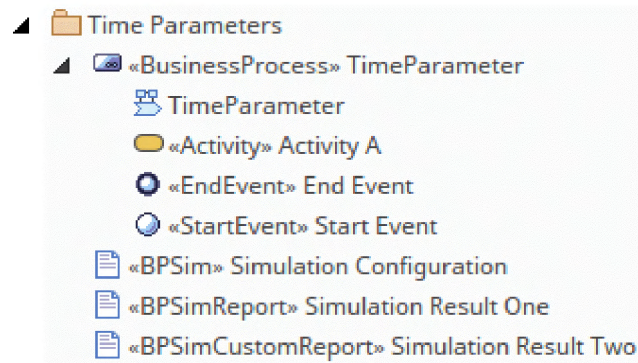 Time Parameters
«BusinessProcess» TimeParameter
TimeParameter
«Activity» Activity A
«EndEvent» End Event
«StartEvent» Start Event
«BPSim» Simulation Configuration
«BPSimReport» Simulation Result One
«BPSimCustomReport» Simulation Result Two